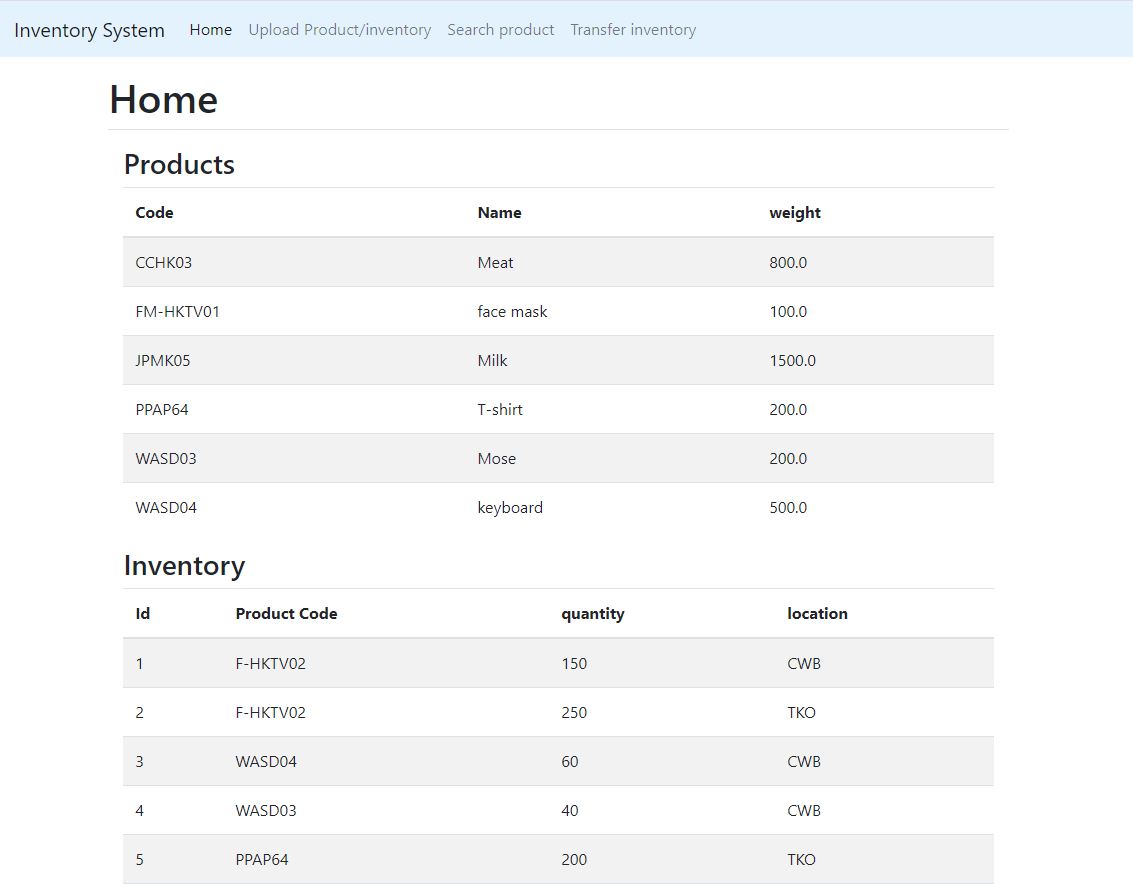 Inventory System Home Upload Product/inventory Search product Transfer inventory
Home
Products
Code Name weight
CCHK03 Meat 800.0
FM-HKTV01 face mask 100.0
JPMK05 Milk 1500.0
PPAP64 T-shirt 200.0
WASD03 Mose 200.0
WASD04 keyboard 500.0
Inventory
Id Product Code quantity location
1 F-HKTV02 150 CWB
2 F-HKTV02 250 TKO
3 WASD04 60 CWB
4 WASD03 40 CWB
5 PPAP64 200 TKO